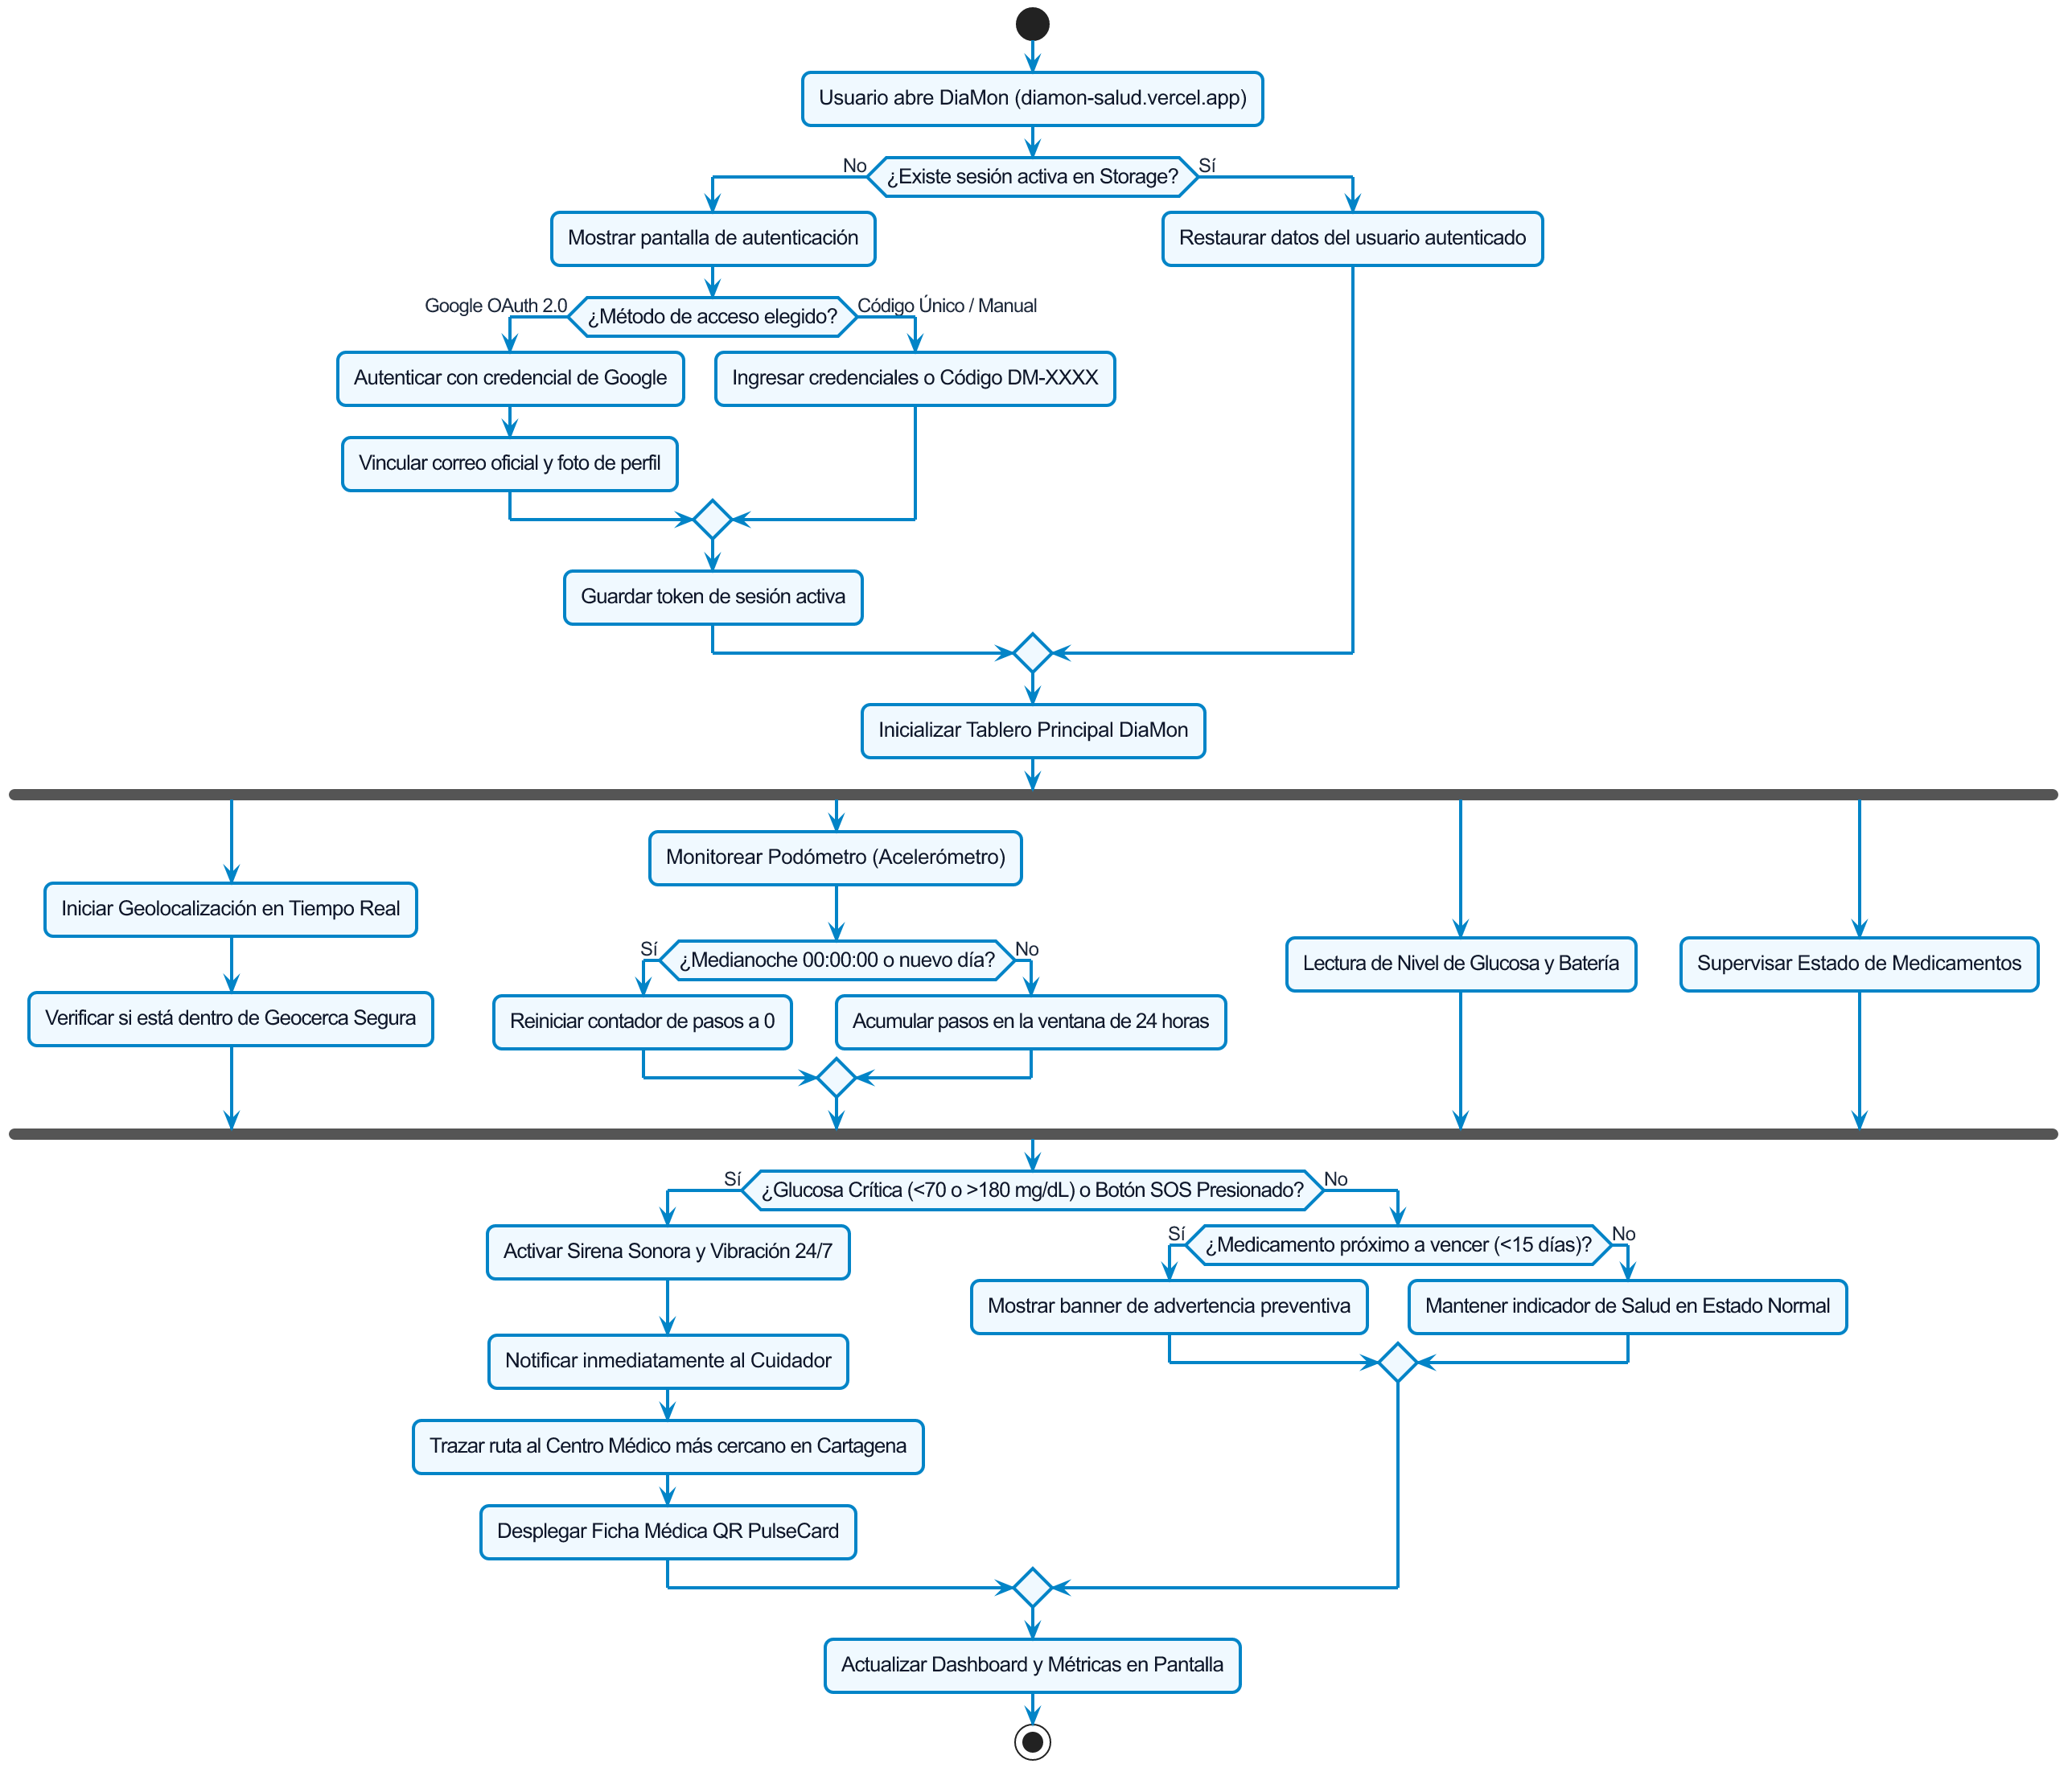 Usuario abre DiaMon (diamon-salud.vercel.app)
No
¿Existe sesión activa en Storage?
Sí
Mostrar pantalla de autenticación
Restaurar datos del usuario autenticado
Google OAuth 2.0
¿Método de acceso elegido?
Código Único / Manual
Autenticar con credencial de Google
Ingresar credenciales o Código DM-XXXX
Vincular correo oficial y foto de perfil
Guardar token de sesión activa
Inicializar Tablero Principal DiaMon
Monitorear Podómetro (Acelerómetro)
Iniciar Geolocalización en Tiempo Real
Sí
¿Medianoche 00:00:00 o nuevo día?
No
Lectura de Nivel de Glucosa y Batería
Supervisar Estado de Medicamentos
Verificar si está dentro de Geocerca Segura
Reiniciar contador de pasos a 0
Acumular pasos en la ventana de 24 horas
Sí
¿Glucosa Crítica (<70 o >180 mg/dL) o Botón SOS Presionado?
No
Activar Sirena Sonora y Vibración 24/7
Sí
¿Medicamento próximo a vencer (<15 días)?
No
Mostrar banner de advertencia preventiva
Mantener indicador de Salud en Estado Normal
Notificar inmediatamente al Cuidador
Trazar ruta al Centro Médico más cercano en Cartagena
Desplegar Ficha Médica QR PulseCard
Actualizar Dashboard y Métricas en Pantalla